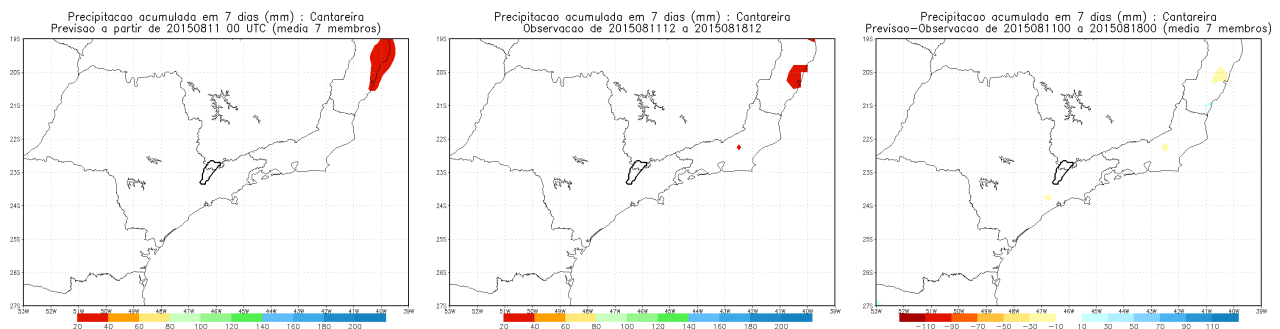 Precipitacao acumulada em 7 dias (mm) : Cantareira
Previsao a partir de 20150811 00 UTC (media 7 membros)
19S
20S
21S
22S
23S
24S
25S
26S
27S
53W 52W 51W 50W 49W 48W 47W 46W 45W 44W 43W 42W 41W 40W 39W
20 40 60 80 100 120 140 160 180 200
Precipitacao acumulada em 7 dias (mm) : Cantareira
Observacao de 2015081112 a 2015081812
19S
20S
21S
22S
23S
24S
25S
26S
27S
53W 52W 51W 50W 49W 48W 47W 46W 45W 44W 43W 42W 41W 40W 39W
20 40 60 80 100 120 140 160 180 200
Precipitacao acumulada em 7 dias (mm) : Cantareira
Previsao-Observacao de 2015081100 a 2015081800 (media 7 membros)
19S
20S
21S
22S
23S
24S
25S
26S
27S
53W 52W 51W 50W 49W 48W 47W 46W 45W 44W 43W 42W 41W 40W 39W
-110 -90 -70 -50 -30 -10 10 30 50 70 90 110